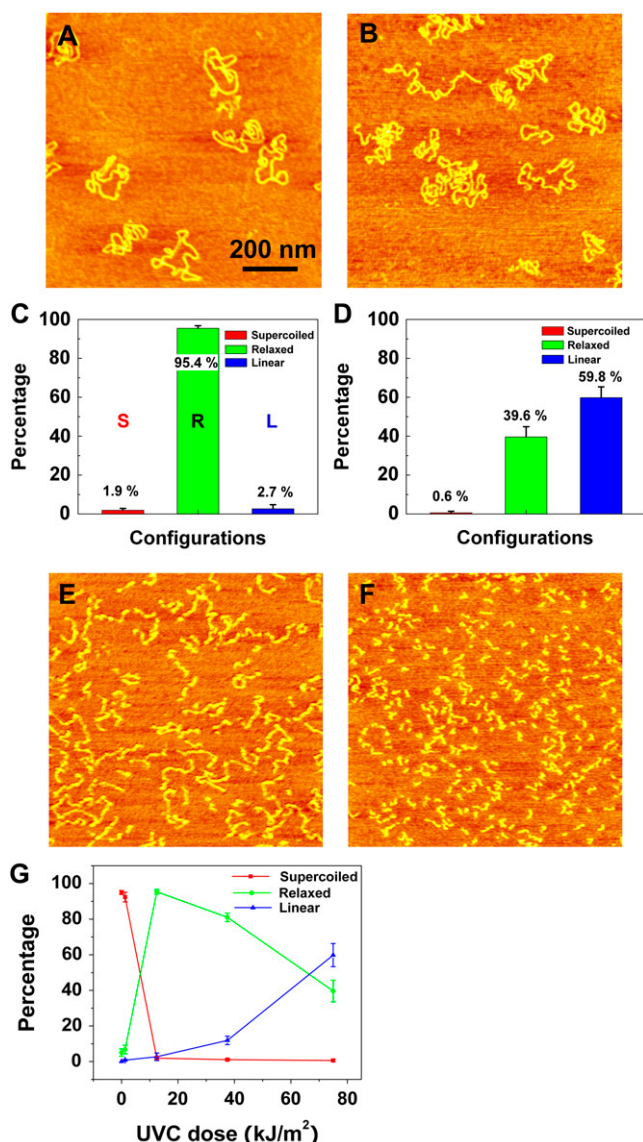 A
B
200 nm
C
D
100
80
60
40
20
0
Percentage
Supercoiled
Relaxed
Linear
95.4 %
S
R
L
1.9 %
2.7 %
Configurations
100
80
60
40
20
0
Percentage
Supercoiled
Relaxed
Linear
59.8 %
39.6 %
0.6 %
Configurations
E
F
G
100
80
60
40
20
0
Percentage
Supercoiled
Relaxed
Linear
0 20 40 60 80
UVC dose (kJ/m²)